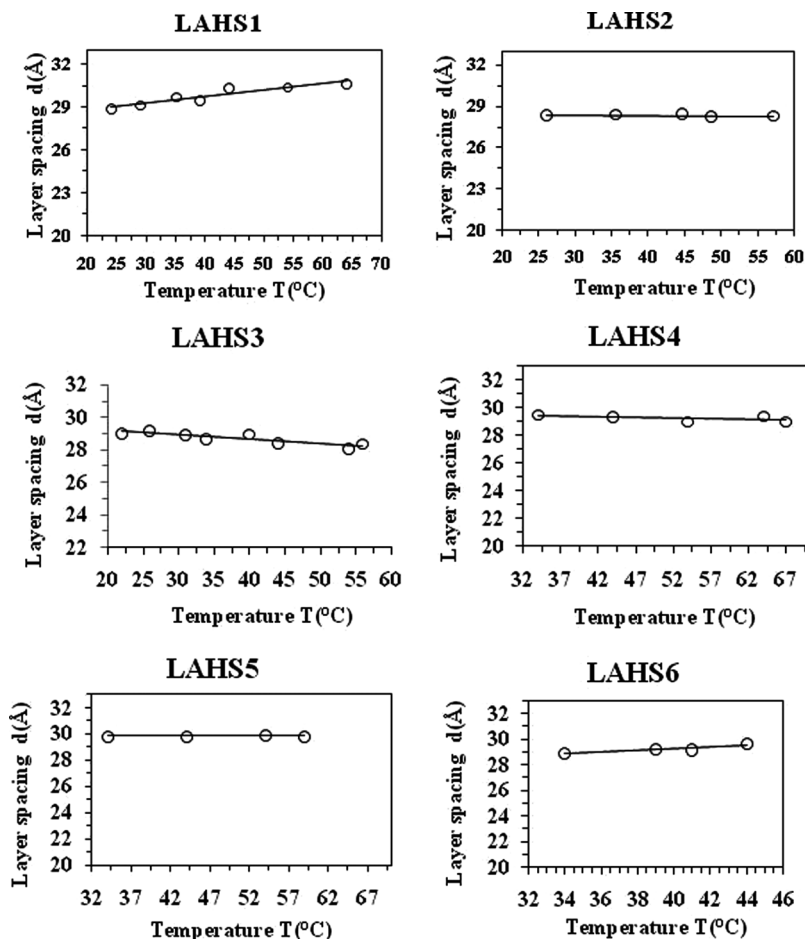 LAHS1
Layer spacing d(Å)
32
29
26
23
20
20 25 30 35 40 45 50 55 60 65 70
Temperature T(°C)
LAHS2
Layer spacing d(Å)
32
29
26
23
20
20 25 30 35 40 45 50 55 60
Temperature T(°C)
LAHS3
Layer spacing d(Å)
32
30
28
26
24
22
20 25 30 35 40 45 50 55 60
Temperature T(°C)
LAHS4
Layer spacing d(Å)
32
30
28
26
24
22
20
32 37 42 47 52 57 62 67
Temperature T(°C)
LAHS5
Layer spacing d(Å)
32
30
28
26
24
22
20
32 37 42 47 52 57 62 67
Temperature T(°C)
LAHS6
Layer spacing d(Å)
32
30
28
26
24
22
20
32 34 36 38 40 42 44 46
Temperature T(°C)